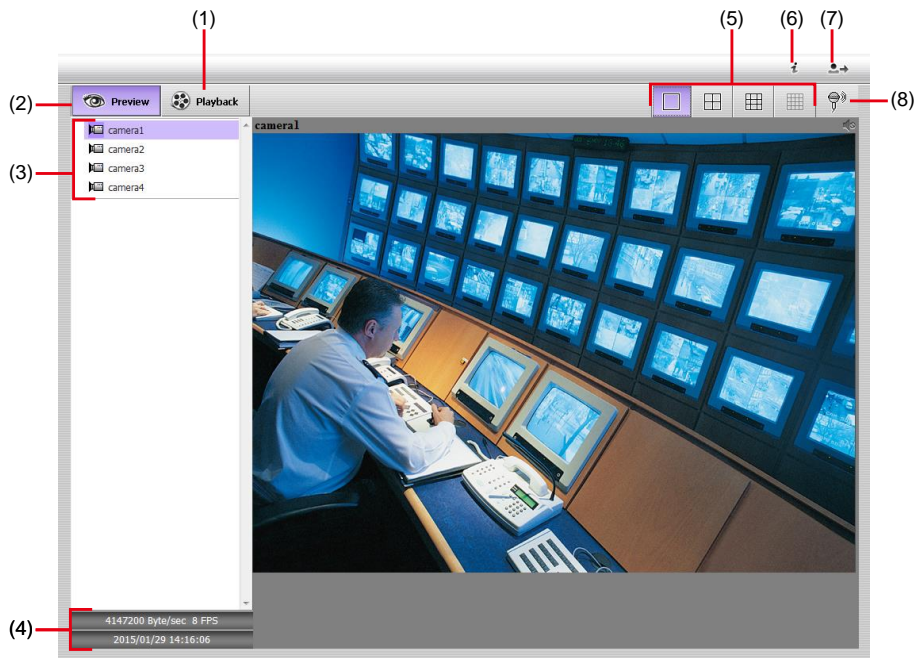 (1)
(5)
(6)
(7)
(2)
Preview
Playback
(8)
(3)
camera1
camera2
camera3
camera4
camera1
(4)
4147200 Byte/sec 8 FPS
2015/01/29 14:16:06